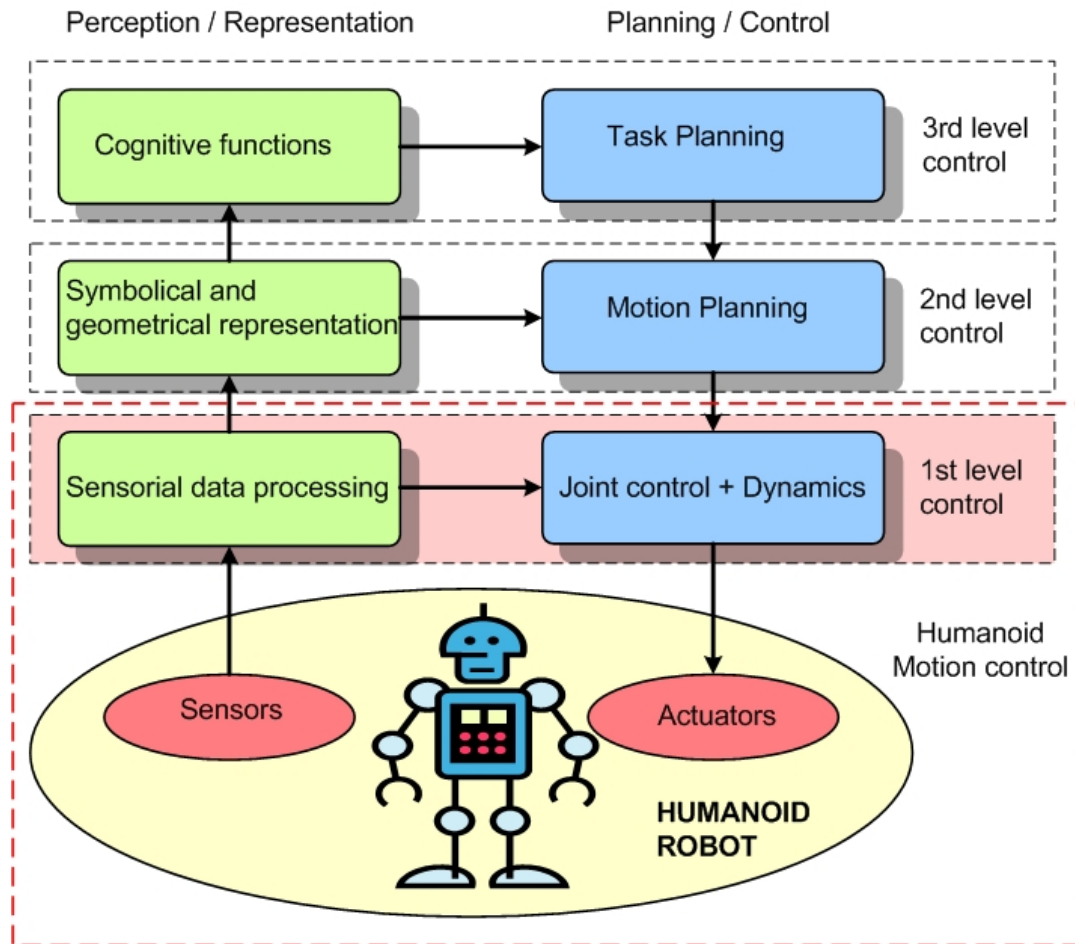 Perception / Representation
Planning / Control
Cognitive functions
Task Planning
3rd level
control
Symbolical and
geometrical representation
Motion Planning
2nd level
control
Sensorial data processing
Joint control + Dynamics
1st level
control
Humanoid
Motion control
Sensors
Actuators
HUMANOID
ROBOT